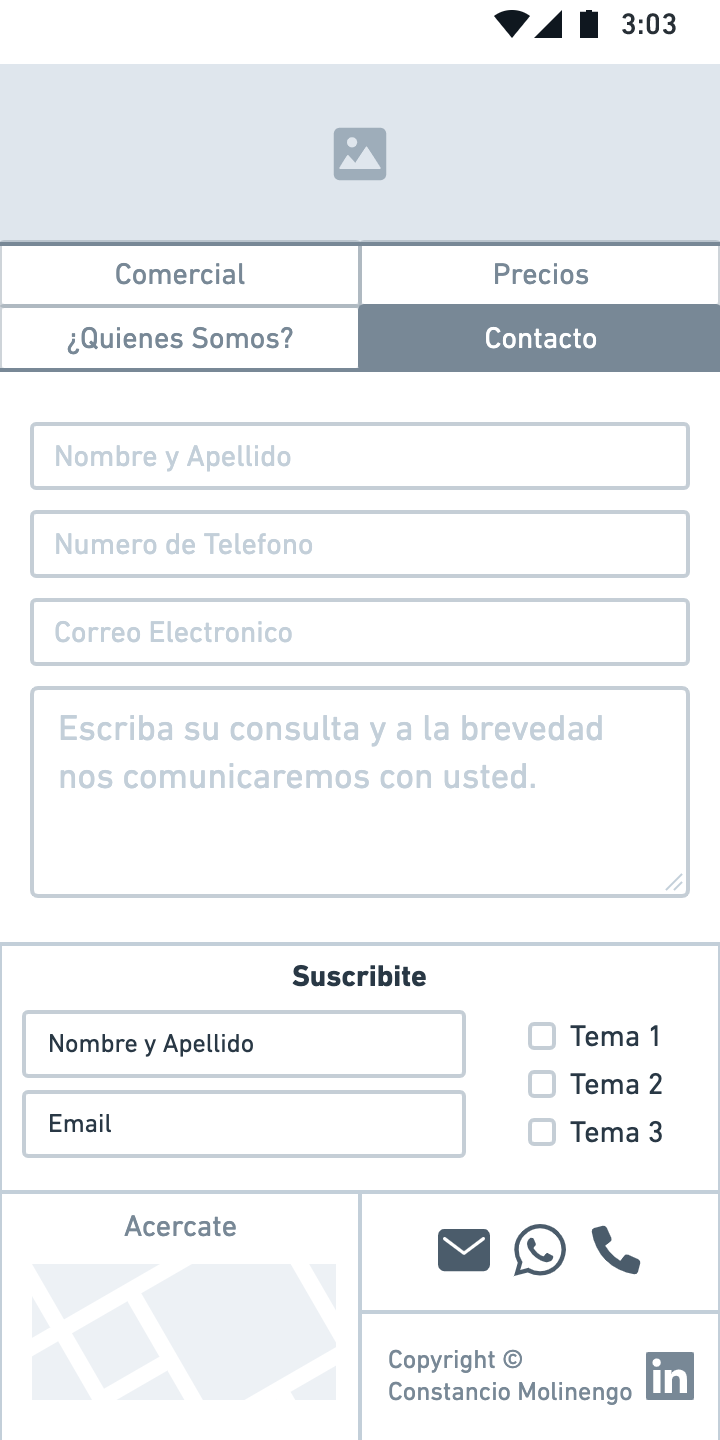 3:03
Comercial
Precios
¿Quienes Somos?
Contacto
Nombre y Apellido
Numero de Telefono
Correo Electronico
Escriba su consulta y a la brevedad
nos comunicaremos con usted.
Suscribite
Nombre y Apellido
Email
Tema 1
Tema 2
Tema 3
Acercate
Copyright ©
Constancio Molinengo
in